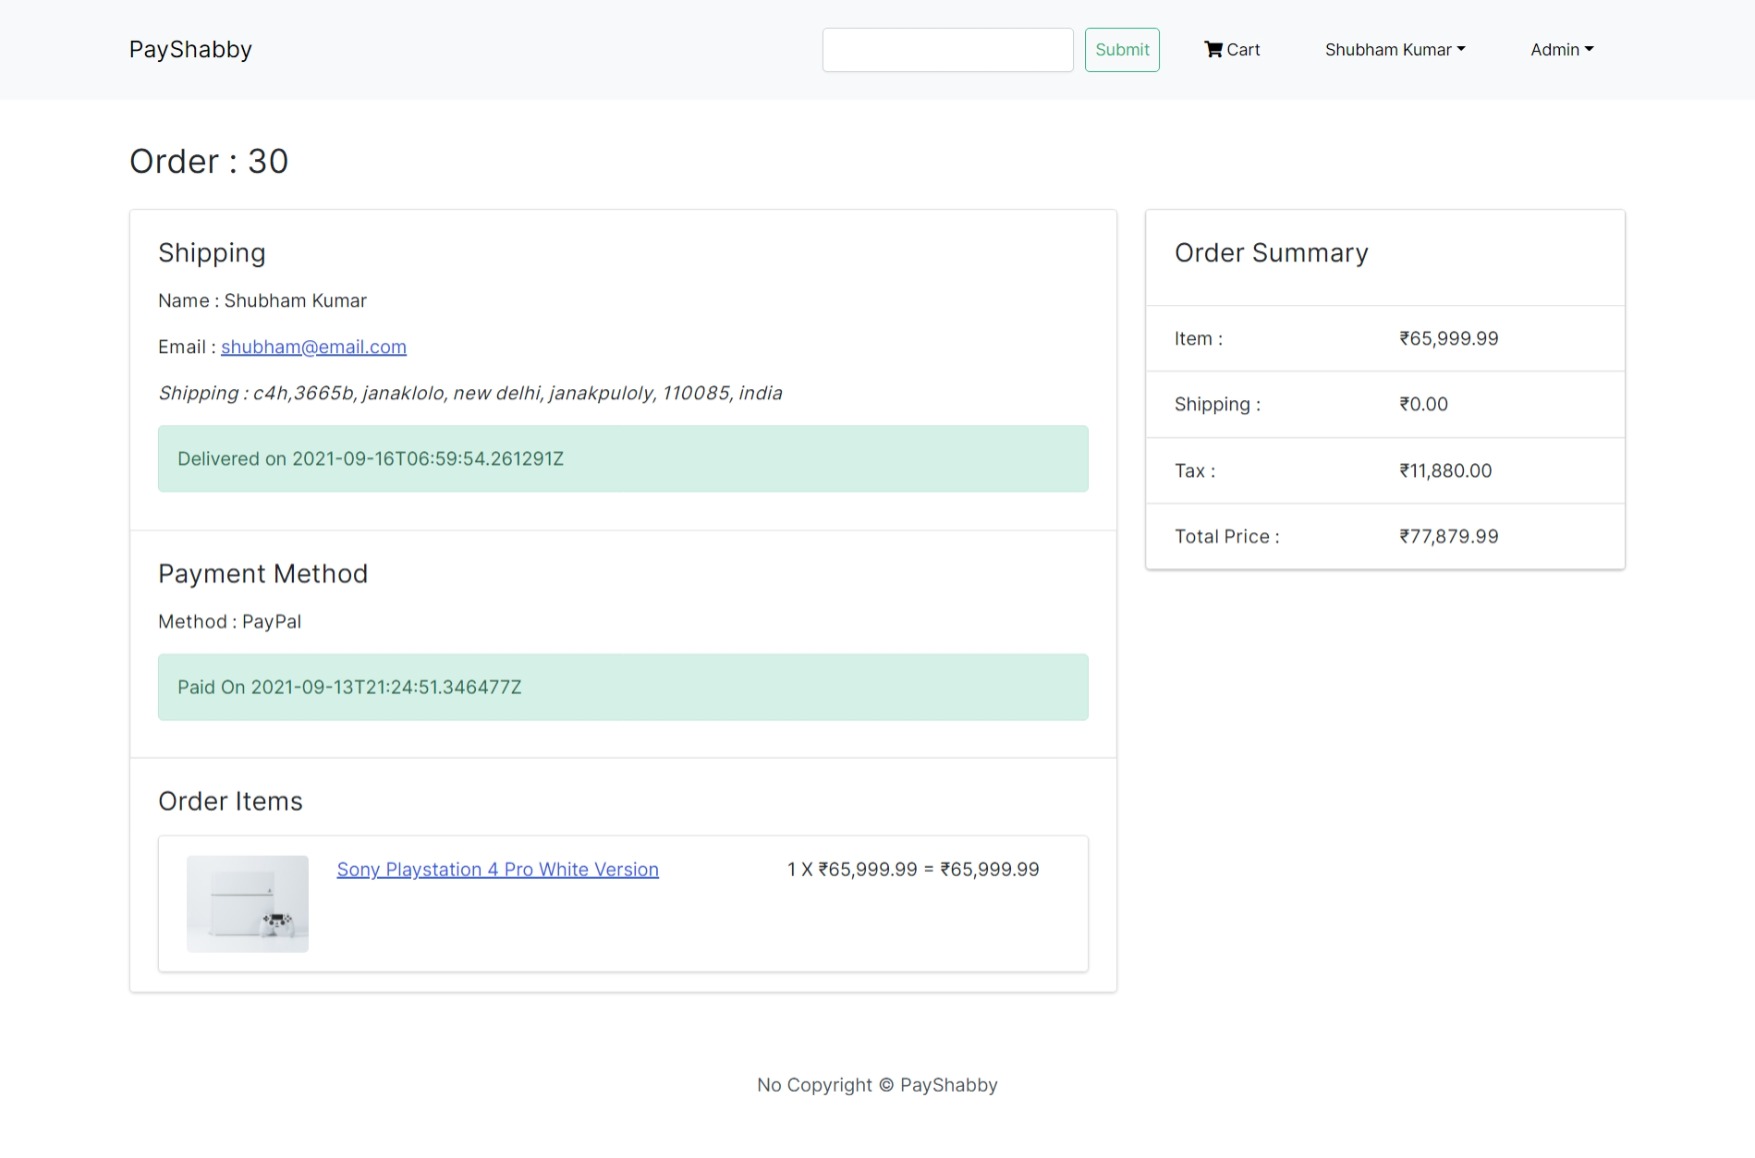 PayShabby
Submit
Cart
Shubham Kumar
Admin
Order : 30
Shipping
Name : Shubham Kumar
Email : shubham@email.com
Shipping : c4h,3665b, janaklolo, new delhi, janakpuloly, 110085, india
Delivered on 2021-09-16T06:59:54.261291Z
Payment Method
Method : PayPal
Paid On 2021-09-13T21:24:51.346477Z
Order Items
Sony Playstation 4 Pro White Version
1 X ₹65,999.99 = ₹65,999.99
Order Summary
Item : ₹65,999.99
Shipping : ₹0.00
Tax : ₹11,880.00
Total Price : ₹77,879.99
No Copyright © PayShabby